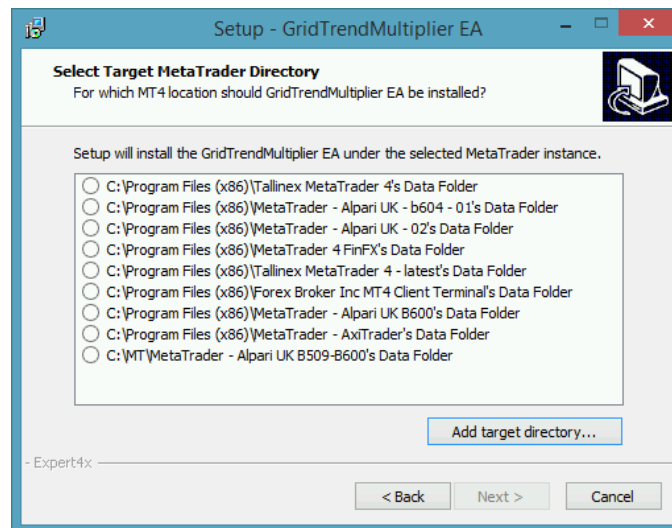 Setup - GridTrendMultiplier EA
Select Target MetaTrader Directory
For which MT4 location should GridTrendMultiplier EA be installed?
Setup will install the GridTrendMultiplier EA under the selected MetaTrader instance.
C:\Program Files (x86)\Tallinex MetaTrader 4's Data Folder
C:\Program Files (x86)\MetaTrader - Alpari UK - b604 - 01's Data Folder
C:\Program Files (x86)\MetaTrader - Alpari UK - 02's Data Folder
C:\Program Files (x86)\MetaTrader 4 FinFX's Data Folder
C:\Program Files (x86)\Tallinex MetaTrader 4 - latest's Data Folder
C:\Program Files (x86)\Forex Broker Inc MT4 Client Terminal's Data Folder
C:\Program Files (x86)\MetaTrader - Alpari UK B600's Data Folder
C:\Program Files (x86)\MetaTrader - AxiTrader's Data Folder
C:\MT\MetaTrader - Alpari UK B509-B600's Data Folder
Add target directory...
- Expert4x
< Back
Next >
Cancel